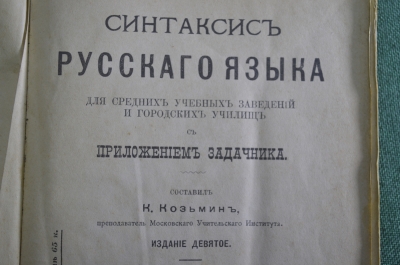 СИНТАКСИСЪ
РУССКАГО ЯЗЫКА
ДЛЯ СРЕДНИХЪ УЧЕБНЫХЪ ЗАВЕДЕНІЙ
И ГОРОДСКИХЪ УЧИЛИЩЪ
СЪ
ПРИЛОЖЕНІЕМЪ ЗАДАЧНИКА.
СОСТАВИЛЪ
К. Козьминъ,
преподаватель Московскаго Учительскаго Института.
ИЗДАНІЕ ДЕВЯТОЕ.
65 к.